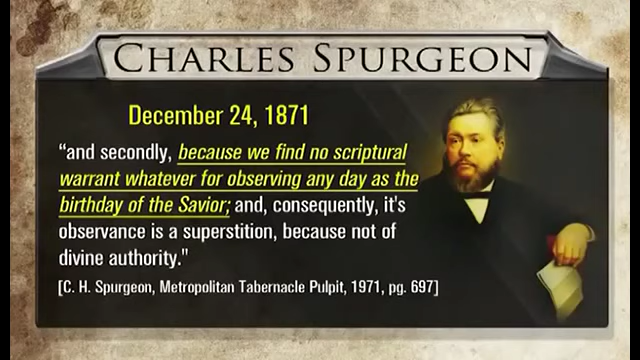 CHARLES SPURGEON
December 24, 1871
“and secondly, because we find no scriptural
warrant whatever for observing any day as the
birthday of the Savior; and, consequently, it's
observance is a superstition, because not of
divine authority."
[C. H. Spurgeon, Metropolitan Tabernacle Pulpit, 1971, pg. 697]